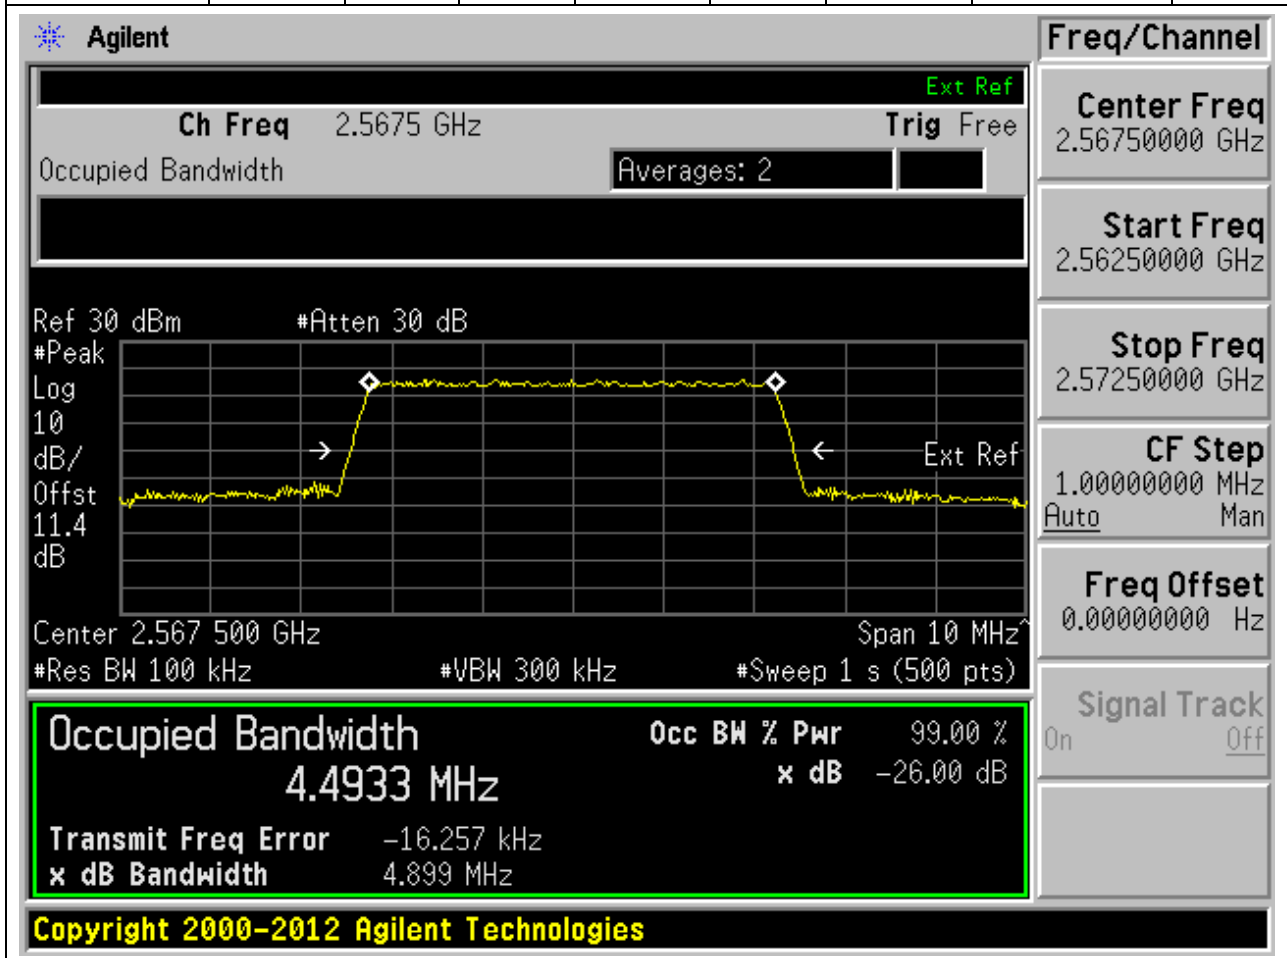 Agilent
Freq/Channel
Ext Ref
Ch Freq 2.5675 GHz Trig Free
Occupied Bandwidth Averages: 2
Center Freq
2.56750000 GHz
Start Freq
2.56250000 GHz
Stop Freq
2.57250000 GHz
CF Step
1.00000000 MHz
Auto Man
Freq Offset
0.00000000 Hz
Signal Track
On Off
Ref 30 dBm #Atten 30 dB
#Peak
Log
10
dB/
Offst
11.4
dB
Ext Ref
Center 2.567 500 GHz Span 10 MHz^
#Res BW 100 kHz #VBW 300 kHz #Sweep 1 s (500 pts)
Occupied Bandwidth Occ BW % Pwr 99.00 %
4.4933 MHz x dB -26.00 dB
Transmit Freq Error -16.257 kHz
x dB Bandwidth 4.899 MHz
Copyright 2000-2012 Agilent Technologies